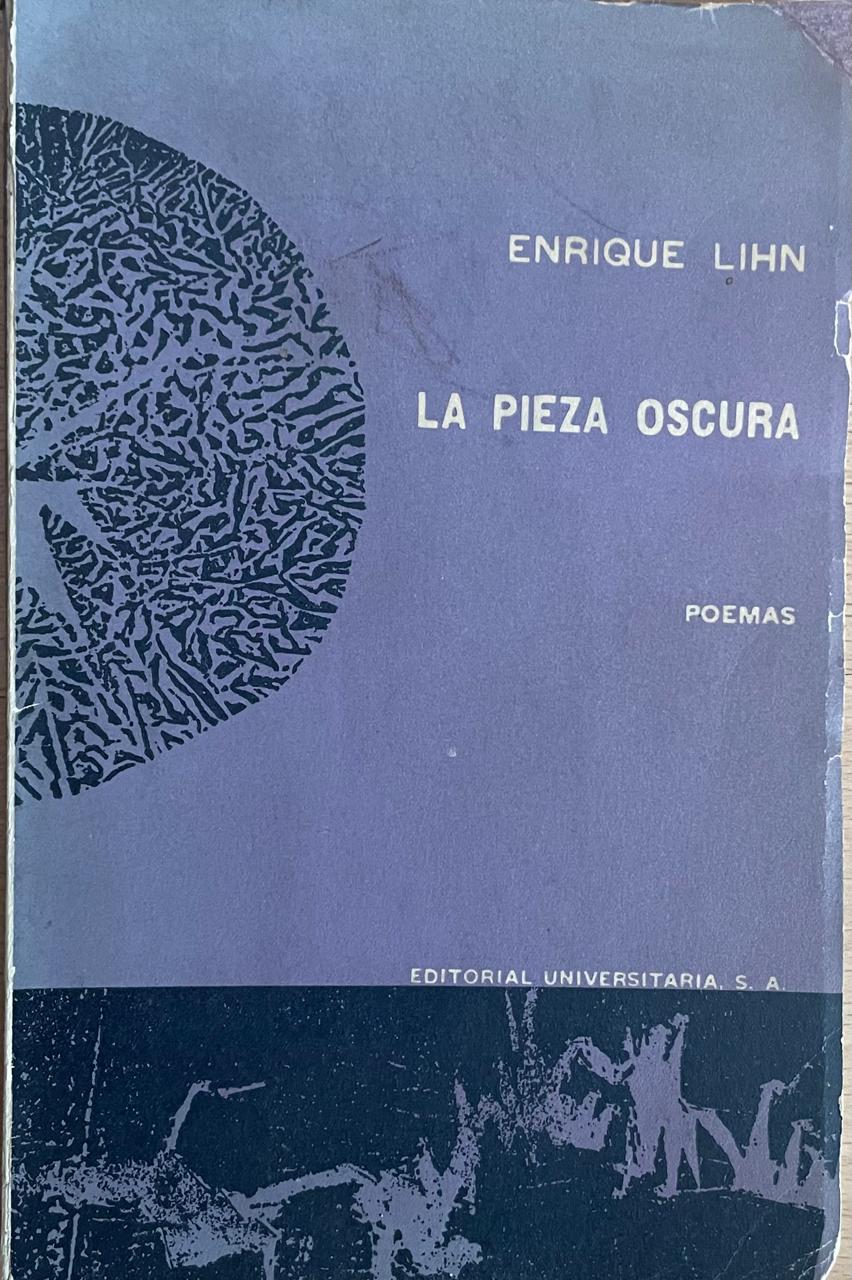 ENRIQUE LIHN
LA PIEZA OSCURA
POEMAS
EDITORIAL UNIVERSITARIA, S. A.